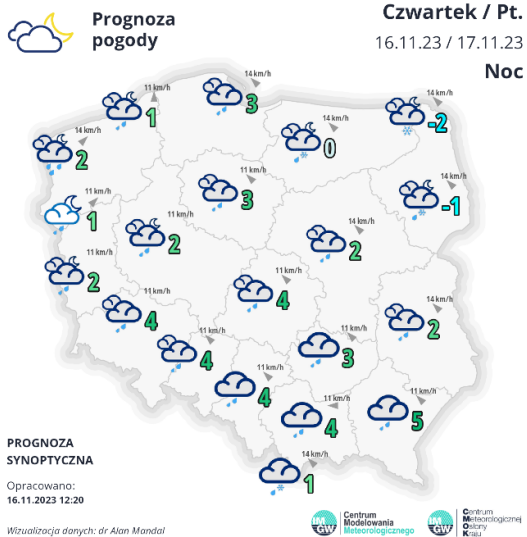 Prognoza
pogody
Czwartek / Pt.
16.11.23 / 17.11.23
Noc
11 km/h
1
14 km/h
3
14 km/h
-2
14 km/h
2
14 km/h
0
11 km/h
3
14 km/h
-1
11 km/h
1
11 km/h
2
14 km/h
2
11 km/h
2
11 km/h
4
11 km/h
4
14 km/h
2
11 km/h
4
11 km/h
3
11 km/h
4
11 km/h
4
11 km/h
5
14 km/h
1
PROGNOZA
SYNOPTYCZNA
Opracowano:
16.11.2023 12:20
Wizualizacja danych: dr Alan Mandal
IM
GW
Centrum
Modelowania
Meteorologicznego
IM
GW
Centrum
Meteorologicznej
Osłony
Kraju